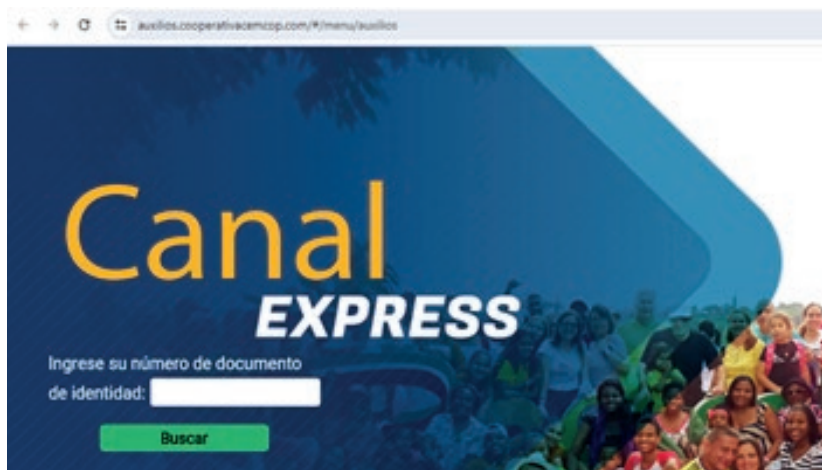 auxilios.cooperativacemcop.com/#/menu/auxilios
Canal
EXPRESS
Ingrese su número de documento
de identidad:
Buscar